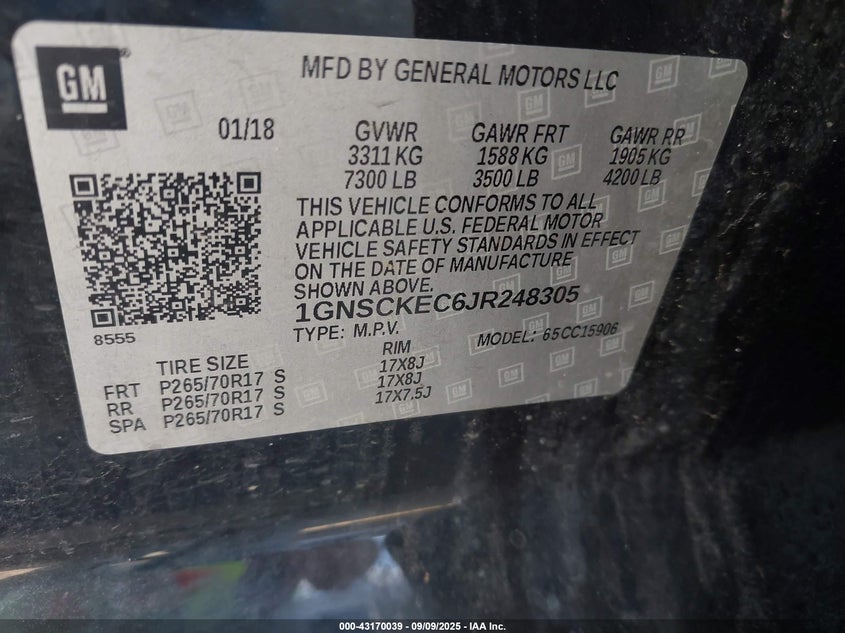 GM
MFD BY GENERAL MOTORS LLC
01/18 GVWR GAWR FRT GAWR RR
3311 KG 1588 KG 1905 KG
7300 LB 3500 LB 4200 LB
THIS VEHICLE CONFORMS TO ALL
APPLICABLE U.S. FEDERAL MOTOR
VEHICLE SAFETY STANDARDS IN EFFECT
ON THE DATE OF MANUFACTURE
SHOWN ABOVE.
1GNSCKEC6JR248305
TYPE: M.P.V. MODEL: 65CC15906
8555
TIRE SIZE RIM
FRT P265/70R17 S 17X8J
RR P265/70R17 S 17X8J
SPA P265/70R17 S 17X7.5J
000-43170039 - 09/09/2025 - IAA Inc.